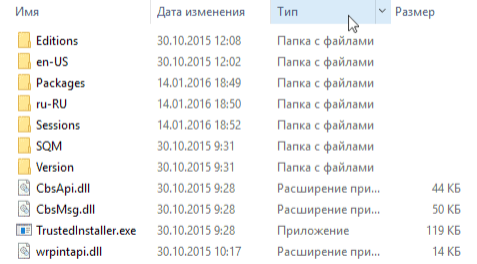 Имя Дата изменения Тип Размер
Editions 30.10.2015 12:08 Папка с файлами
en-US 30.10.2015 12:02 Папка с файлами
Packages 14.01.2016 18:49 Папка с файлами
ru-RU 14.01.2016 18:50 Папка с файлами
Sessions 14.01.2016 18:52 Папка с файлами
SQM 30.10.2015 9:31 Папка с файлами
Version 30.10.2015 9:31 Папка с файлами
CbsApi.dll 30.10.2015 9:28 Расширение при... 44 КБ
CbsMsg.dll 30.10.2015 9:28 Расширение при... 50 КБ
TrustedInstaller.exe 30.10.2015 9:28 Приложение 119 КБ
wrpintapi.dll 30.10.2015 10:17 Расширение при... 14 КБ